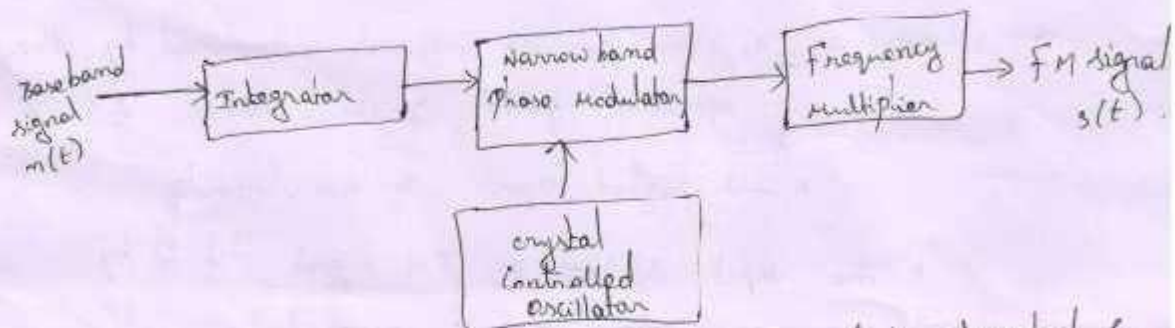 Baseband
signal
m(t)
Integrator
Narrow band
Phase Modulator
Frequency
Multiplier
FM signal
s(t)
crystal
Controlled
oscillator